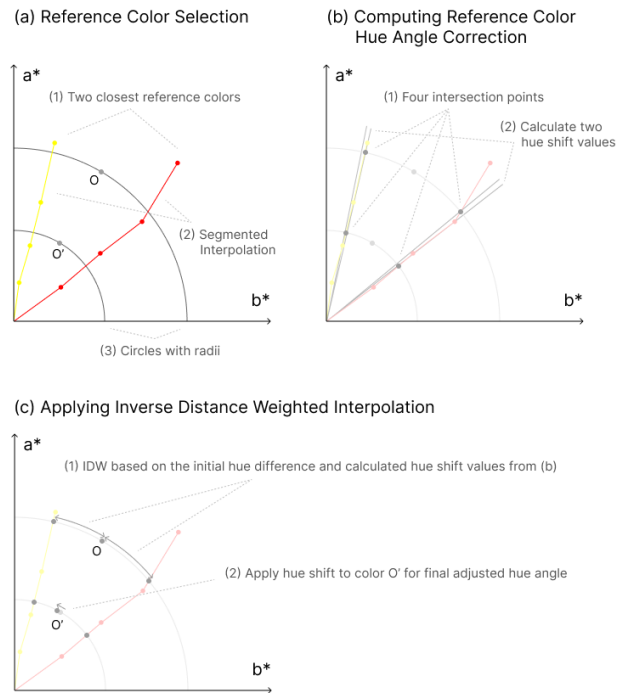 (a) Reference Color Selection
a*
(1) Two closest reference colors
O
(2) Segmented
Interpolation
O'
b*
(3) Circles with radii
(b) Computing Reference Color
Hue Angle Correction
a*
(1) Four intersection points
(2) Calculate two
hue shift values
b*
(c) Applying Inverse Distance Weighted Interpolation
a*
(1) IDW based on the initial hue difference and calculated hue shift values from (b)
O
(2) Apply hue shift to color O' for final adjusted hue angle
O'
b*